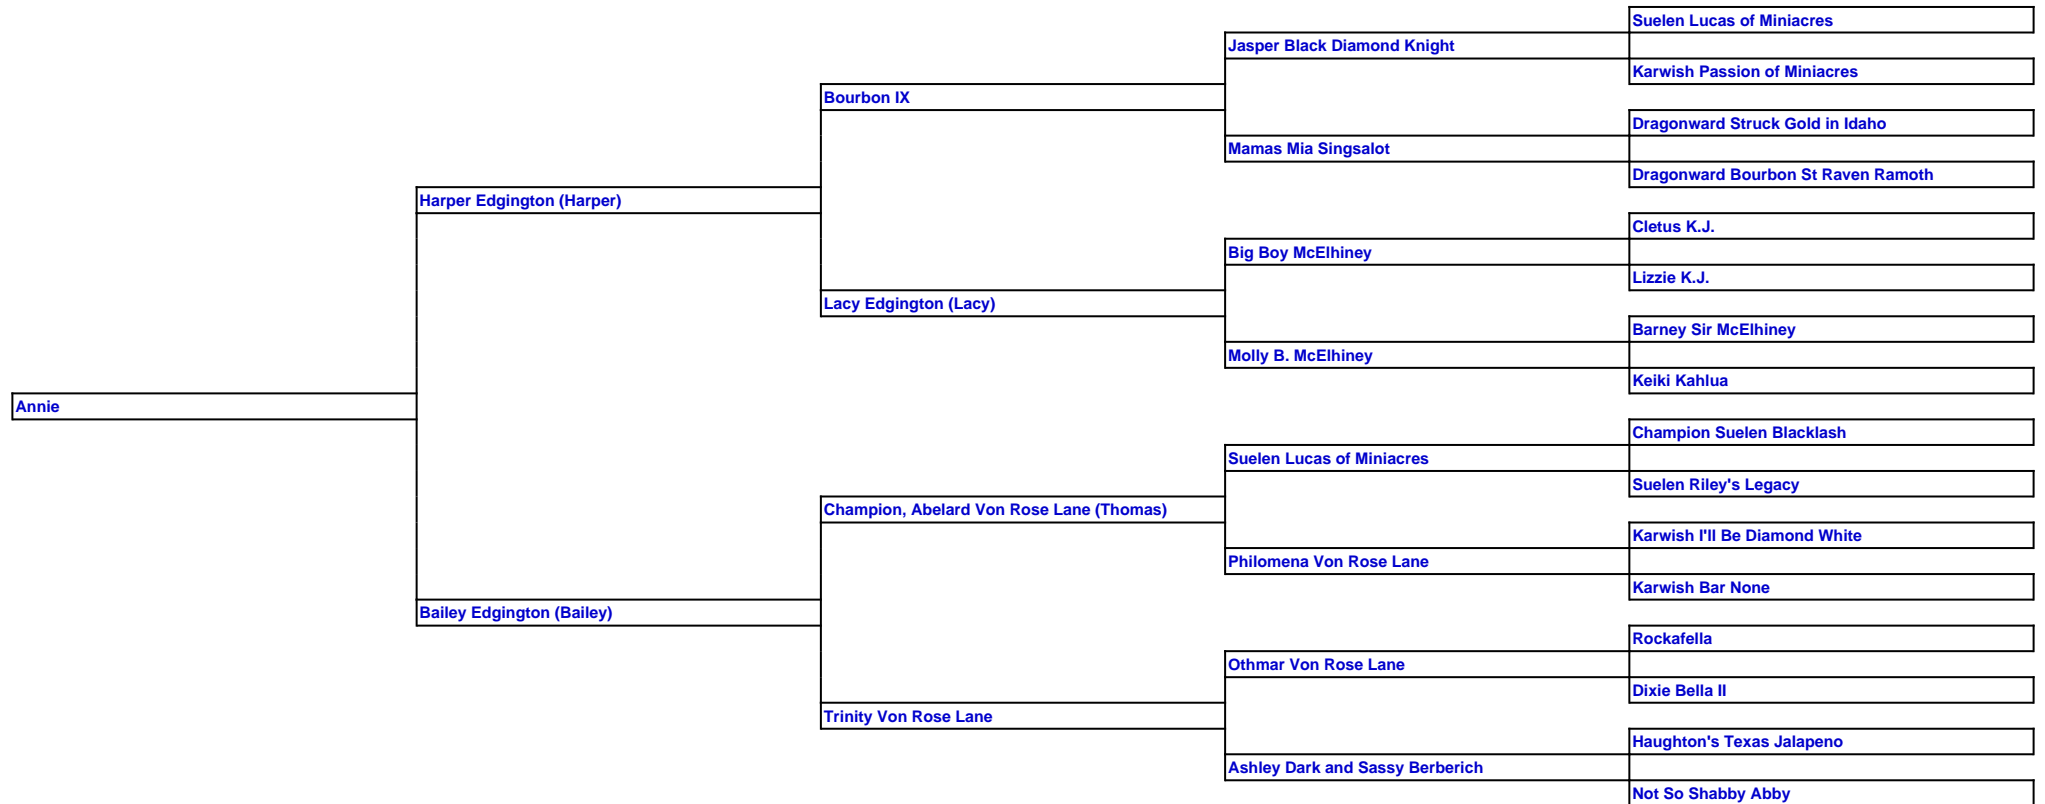 Suelen Lucas of Miniacres
Jasper Black Diamond Knight
Karwish Passion of Miniacres
Bourbon IX
Dragonward Struck Gold in Idaho
Mamas Mia Singsalot
Dragonward Bourbon St Raven Ramoth
Harper Edgington (Harper)
Cletus K.J.
Big Boy McElhiney
Lizzie K.J.
Lacy Edgington (Lacy)
Barney Sir McElhiney
Molly B. McElhiney
Keiki Kahlua
Annie
Champion Suelen Blacklash
Suelen Lucas of Miniacres
Suelen Riley's Legacy
Champion, Abelard Von Rose Lane (Thomas)
Karwish I'll Be Diamond White
Philomena Von Rose Lane
Karwish Bar None
Bailey Edgington (Bailey)
Rockafella
Othmar Von Rose Lane
Dixie Bella II
Trinity Von Rose Lane
Haughton's Texas Jalapeno
Ashley Dark and Sassy Berberich
Not So Shabby Abby